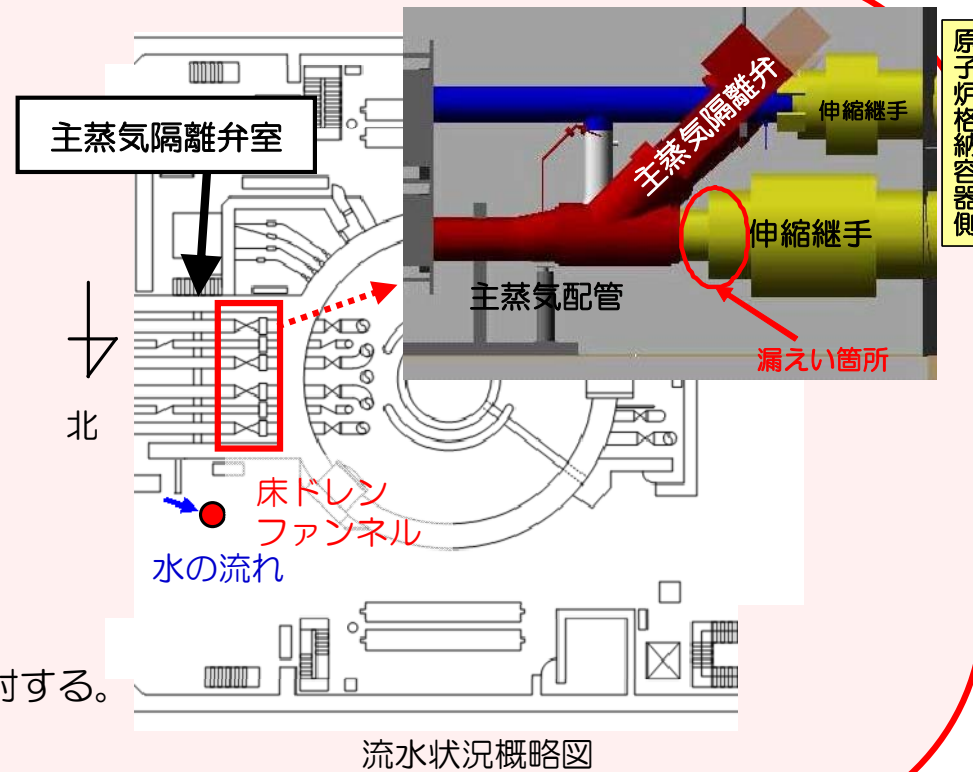 主蒸気隔離弁室
主蒸気隔離弁
伸縮継手
原子炉格納容器側
伸縮継手
主蒸気配管
漏えい箇所
北
床ドレン
ファンネル
水の流れ
討する。
流水状況概略図